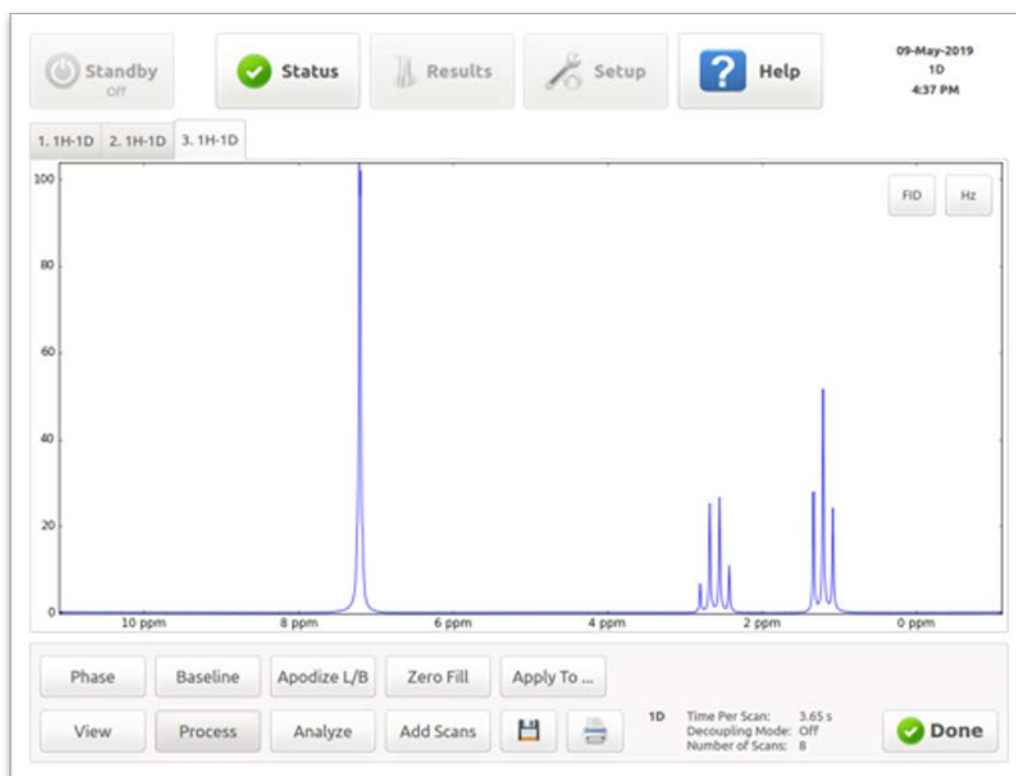 Standby
Off
Status
Results
Setup
? Help
09-May-2019
1D
4:37 PM
1. 1H-1D
2. 1H-1D
3. 1H-1D
FID
Hz
100
80
60
40
20
0
10 ppm
8 ppm
6 ppm
4 ppm
2 ppm
0 ppm
Phase
Baseline
Apodize L/B
Zero Fill
Apply To ...
View
Process
Analyze
Add Scans
1D
Time Per Scan: 3.65 s
Decoupling Mode: Off
Number of Scans: 8
Done